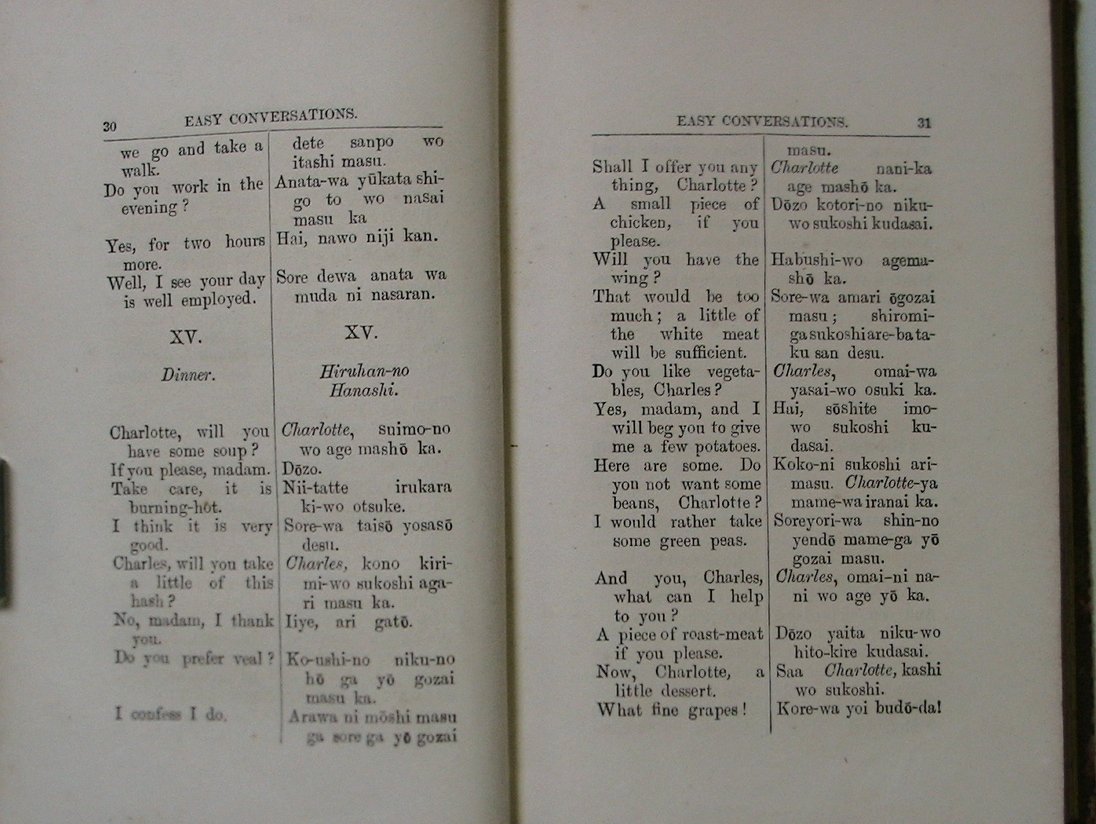 30
EASY CONVERSATIONS.
we go and take a
walk.
Do you work in the
evening ?
Yes, for two hours
more.
Well, I see your day
is well employed.
XV.
Dinner.
Charlotte, will you
have some soup ?
If you please, madam.
Take care, it is
burning-hot.
I think it is very
good.
Charles, will you take
a little of this
hash ?
No, madam, I thank
you.
Do you prefer veal ?
I confess I do.
dete sanpo wo
itashi masu.
Anata-wa yūkata shi-
go to wo nasai
masu ka
Hai, nawo niji kan.
Sore dewa anata wa
muda ni nasaran.
XV.
Hiruhan-no
Hanashi.
Charlotte, suimo-no
wo age mashō ka.
Dōzo.
Nii-tatte irukara
ki-wo otsuke.
Sore-wa taisō yosasō
desu.
Charles, kono kiri-
mi-wo sukoshi aga-
ri masu ka.
Iiye, ari gatō.
Ko-ushi-no niku-no
hō ga yō gozai
masu ka.
Arawa ni mōshi masu
ga sore ga yō gozai
EASY CONVERSATIONS.
31
Shall I offer you any
thing, Charlotte ?
A small piece of
chicken, if you
please.
Will you have the
wing ?
That would be too
much ; a little of
the white meat
will be sufficient.
Do you like vegeta-
bles, Charles ?
Yes, madam, and I
will beg you to give
me a few potatoes.
Here are some. Do
you not want some
beans, Charlotte ?
I would rather take
some green peas.
And you, Charles,
what can I help
to you ?
A piece of roast-meat
if you please.
Now, Charlotte, a
little dessert.
What fine grapes !
masu.
Charlotte nani-ka
age mashō ka.
Dōzo kotori-no niku-
wo sukoshi kudasai.
Habushi-wo agema-
shō ka.
Sore-wa amari ōgozai
masu ; shiromi-
ga sukoshi are-ba ta-
ku san desu.
Charles, omai-wa
yasai-wo osuki ka.
Hai, sōshite imo-
wo sukoshi ku-
dasai.
Koko-ni sukoshi ari-
masu. Charlotte-ya
mame-wa iranai ka.
Soreyori-wa shin-no
yendō mame-ga yō
gozai masu.
Charles, omai-ni na-
ni wo age yō ka.
Dōzo yaita niku-wo
hito-kire kudasai.
Saa Charlotte, kashi
wo sukoshi.
Kore-wa yoi budō-da!